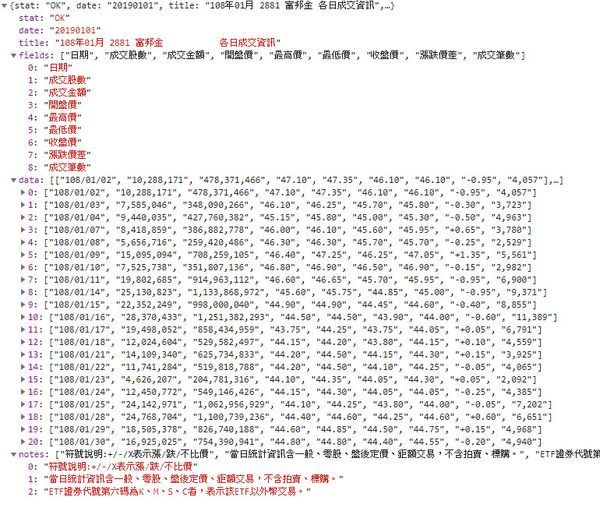 {stat: "OK", date: "20190101", title: "108年01月 2881 富邦金 各日成交資訊",…}
stat: "OK"
date: "20190101"
title: "108年01月 2881 富邦金 各日成交資訊"
fields: ["日期", "成交股數", "成交金額", "開盤價", "最高價", "最低價", "收盤價", "漲跌價差", "成交筆數"]
0: "日期"
1: "成交股數"
2: "成交金額"
3: "開盤價"
4: "最高價"
5: "最低價"
6: "收盤價"
7: "漲跌價差"
8: "成交筆數"
data: [["108/01/02", "10,288,171", "478,371,466", "47.10", "47.35", "46.10", "46.10", "-0.95", "4,057"],…]
0: ["108/01/02", "10,288,171", "478,371,466", "47.10", "47.35", "46.10", "46.10", "-0.95", "4,057"]
1: ["108/01/03", "7,585,046", "348,090,266", "46.10", "46.25", "45.70", "45.80", "-0.30", "3,723"]
2: ["108/01/04", "9,440,035", "427,760,382", "45.15", "45.80", "45.00", "45.30", "-0.50", "4,963"]
3: ["108/01/07", "8,418,859", "386,882,778", "46.00", "46.10", "45.60", "45.95", "+0.65", "3,780"]
4: ["108/01/08", "5,656,716", "259,420,486", "46.30", "46.30", "45.70", "45.70", "-0.25", "2,529"]
5: ["108/01/09", "15,095,094", "708,259,105", "46.40", "47.25", "46.25", "47.05", "+1.35", "5,561"]
6: ["108/01/10", "7,525,738", "351,807,136", "46.80", "46.90", "46.50", "46.90", "-0.15", "2,982"]
7: ["108/01/11", "19,802,685", "914,963,112", "46.60", "46.65", "45.70", "45.95", "-0.95", "6,900"]
8: ["108/01/14", "25,130,823", "1,133,868,972", "45.60", "45.75", "44.85", "45.00", "-0.95", "9,371"]
9: ["108/01/15", "22,352,249", "998,000,040", "44.90", "44.90", "44.45", "44.60", "-0.40", "8,855"]
10: ["108/01/16", "28,370,433", "1,251,382,293", "44.50", "44.50", "43.90", "44.00", "-0.60", "11,389"]
11: ["108/01/17", "19,498,052", "858,434,959", "43.75", "44.25", "43.75", "44.05", "+0.05", "6,791"]
12: ["108/01/18", "12,024,604", "529,582,497", "44.15", "44.20", "43.80", "44.15", "+0.10", "4,559"]
13: ["108/01/21", "14,109,340", "625,734,833", "44.20", "44.50", "44.15", "44.30", "+0.15", "3,925"]
14: ["108/01/22", "11,741,284", "519,818,788", "44.20", "44.50", "44.10", "44.25", "-0.05", "4,065"]
15: ["108/01/23", "4,626,207", "204,781,316", "44.10", "44.35", "44.05", "44.30", "+0.05", "2,092"]
16: ["108/01/24", "12,450,772", "549,146,426", "44.15", "44.30", "44.05", "44.05", "-0.25", "4,385"]
17: ["108/01/25", "24,142,971", "1,062,956,929", "44.10", "44.25", "43.80", "44.00", "-0.05", "7,202"]
18: ["108/01/28", "24,768,704", "1,100,739,236", "44.40", "44.60", "44.25", "44.60", "+0.60", "6,651"]
19: ["108/01/29", "18,505,378", "826,740,188", "44.60", "44.85", "44.50", "44.75", "+0.15", "4,968"]
20: ["108/01/30", "16,925,025", "754,390,941", "44.80", "44.80", "44.40", "44.55", "-0.20", "4,940"]
notes: ["符號說明:+/-/X表示漲/跌/不比價", "當日統計資訊含一般、零股、盤後定價、鉅額交易，不含拍賣、標購。", "ETF證
0: "符號說明:+/-/X表示漲/跌/不比價"
1: "當日統計資訊含一般、零股、盤後定價、鉅額交易，不含拍賣、標購。"
2: "ETF證券代號第六碼為K、M、S、C者，表示該ETF以外幣交易。"